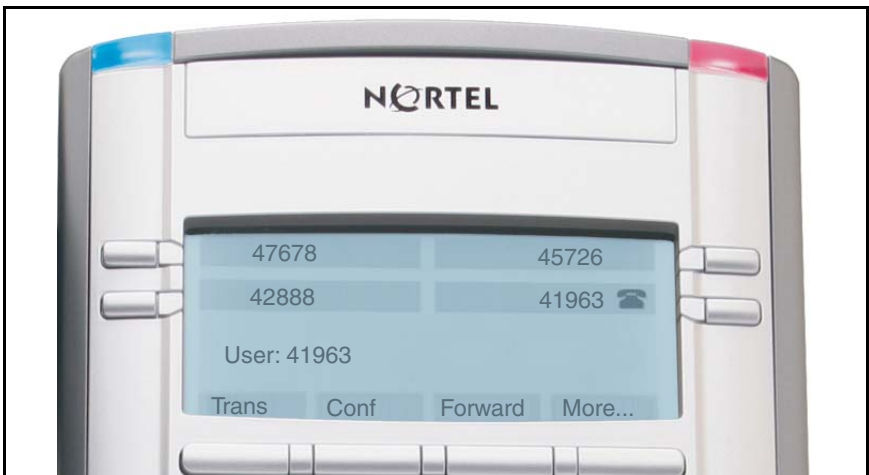 NORTEL
47678 45726
42888 41963
User: 41963
Trans Conf Forward More...